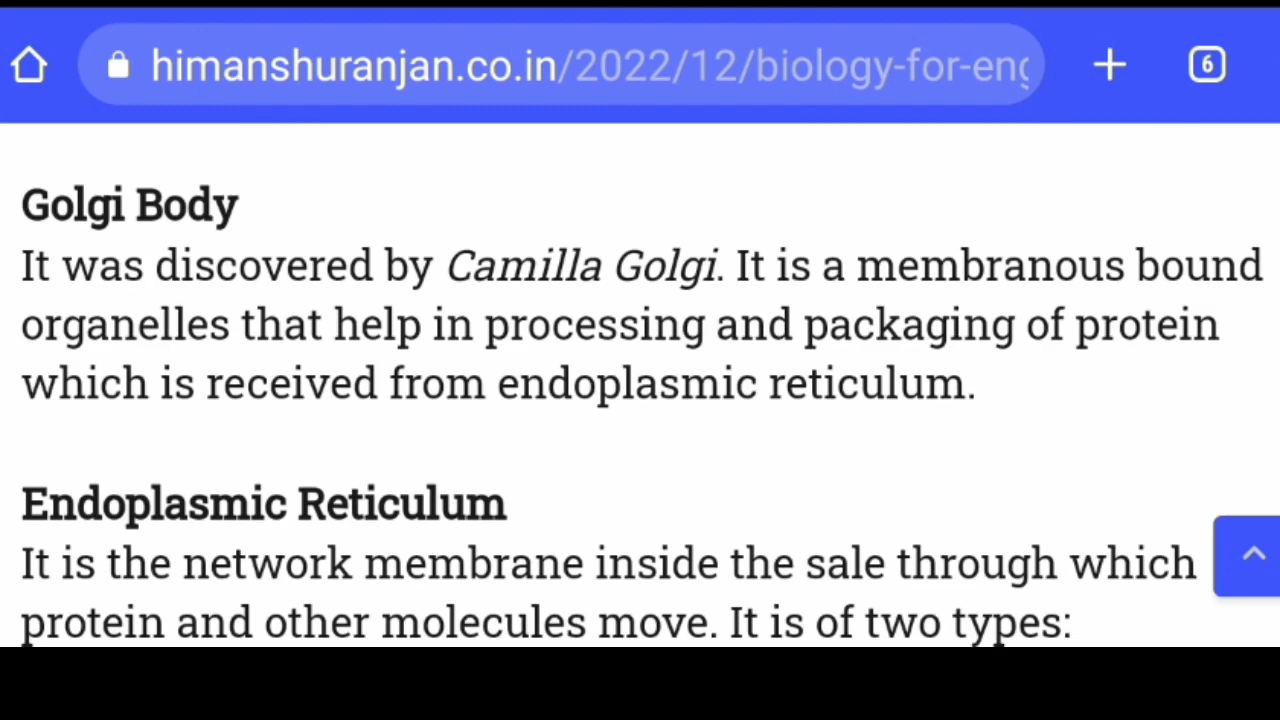 himanshuranjan.co.in/2022/12/biology-for-eng
6
Golgi Body
It was discovered by Camilla Golgi. It is a membranous bound
organelles that help in processing and packaging of protein
which is received from endoplasmic reticulum.
Endoplasmic Reticulum
It is the network membrane inside the sale through which
protein and other molecules move. It is of two types: